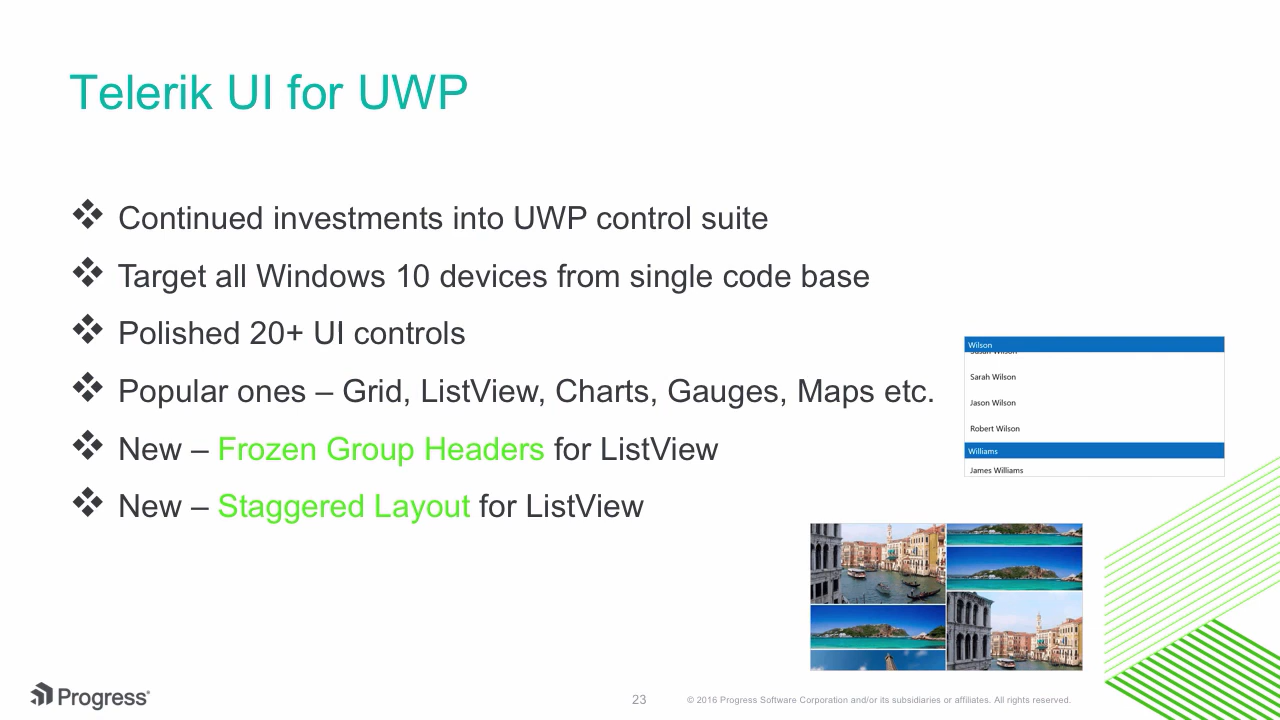 Telerik UI for UWP
❖ Continued investments into UWP control suite
❖ Target all Windows 10 devices from single code base
❖ Polished 20+ UI controls
❖ Popular ones – Grid, ListView, Charts, Gauges, Maps etc.
❖ New – Frozen Group Headers for ListView
❖ New – Staggered Layout for ListView
Wilson
Susan Wilson
Sarah Wilson
Jason Wilson
Robert Wilson
Williams
James Williams
Progress
23
© 2016 Progress Software Corporation and/or its subsidiaries or affiliates. All rights reserved.